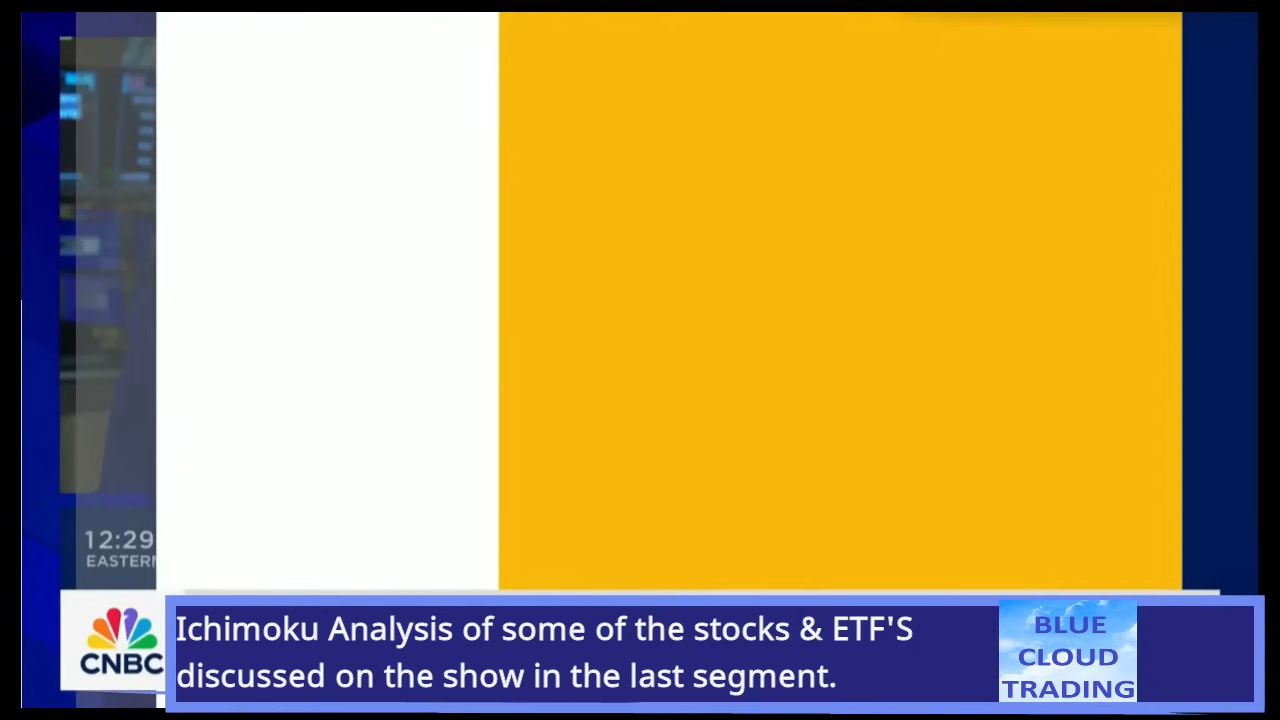 12:29
EASTERN
CNBC
Ichimoku Analysis of some of the stocks & ETF'S
discussed on the show in the last segment.
BLUE
CLOUD
TRADING